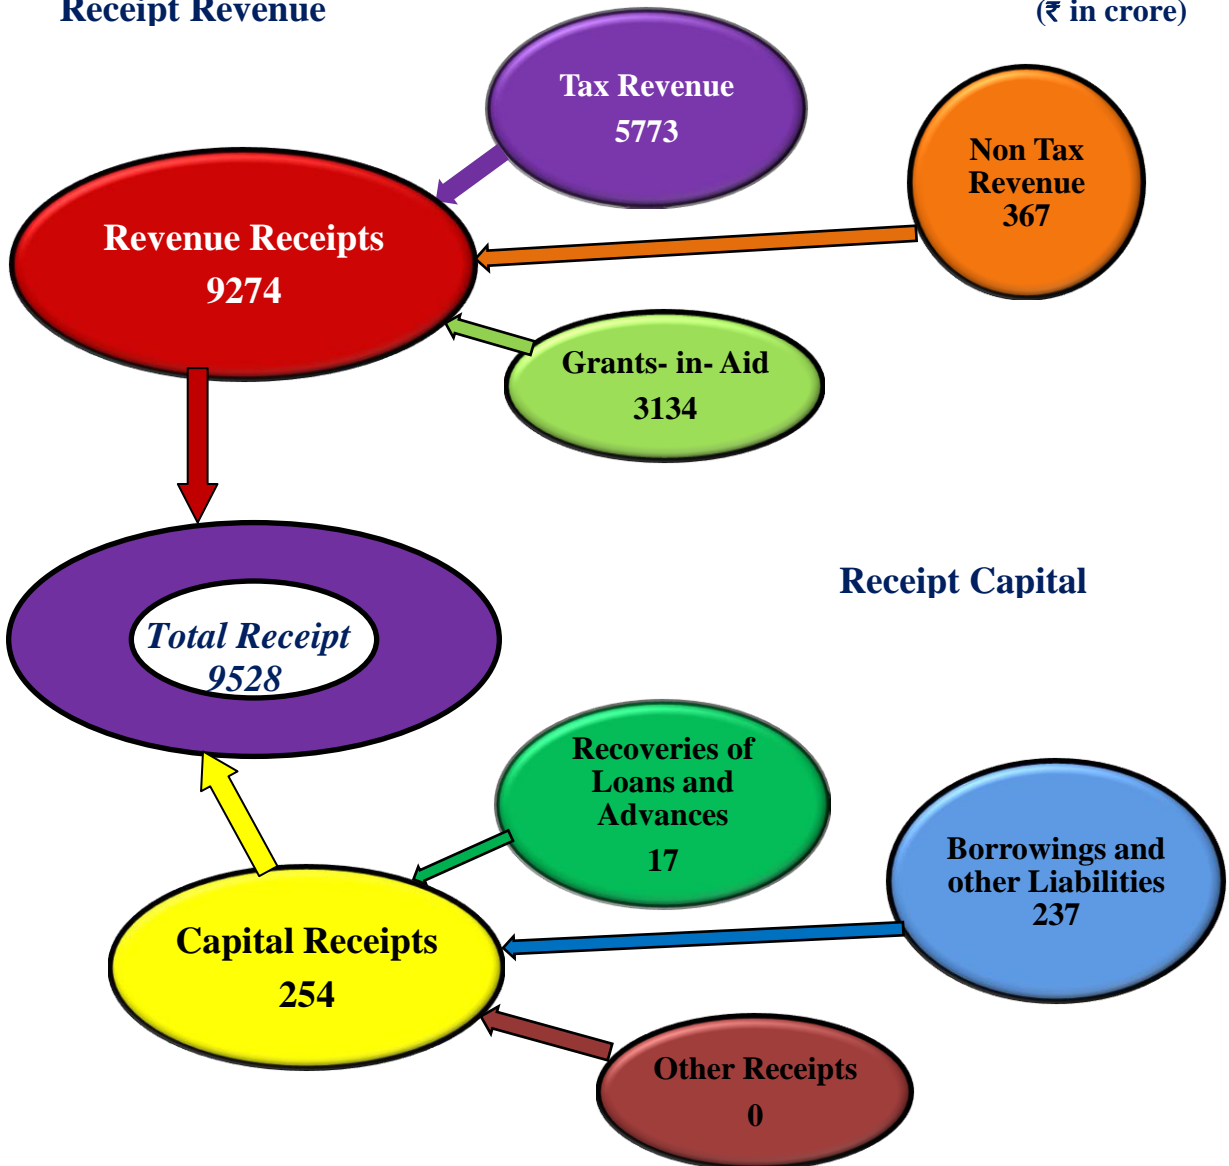 Receipt Revenue
(₹ in crore)
Tax Revenue
5773
Non Tax
Revenue
367
Revenue Receipts
9274
Grants- in- Aid
3134
Total Receipt
9528
Receipt Capital
Recoveries of
Loans and
Advances
17
Borrowings and
other Liabilities
237
Capital Receipts
254
Other Receipts
0